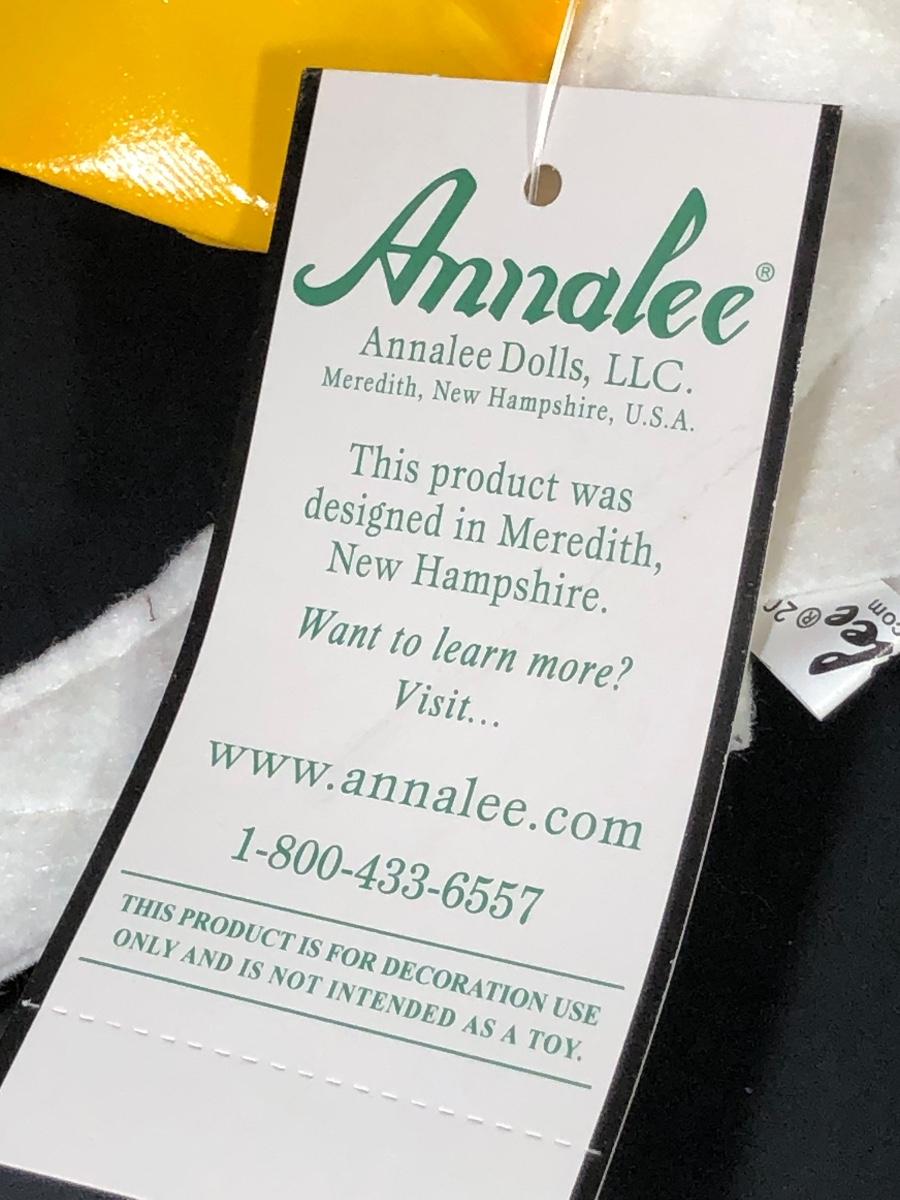 Annalee®
Annalee Dolls, LLC.
Meredith, New Hampshire, U.S.A.
This product was
designed in Meredith,
New Hampshire.
Want to learn more?
Visit...
www.annalee.com
1-800-433-6557
THIS PRODUCT IS FOR DECORATION USE
ONLY AND IS NOT INTENDED AS A TOY.
lee®
com